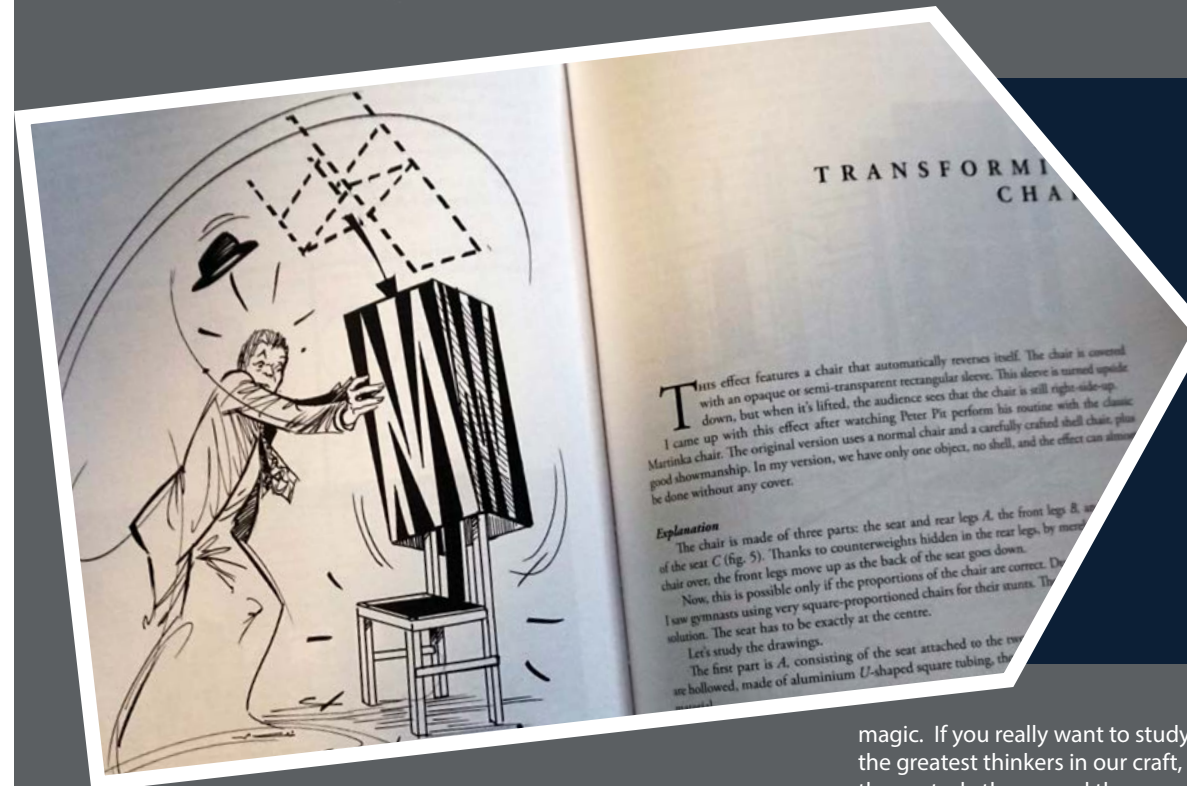 TRANSFORMI
CHA
THIS effect features a chair that automatically reverses itself. The chair is covered
with an opaque or semi-transparent rectangular sleeve. This sleeve is turned upside
down, but when it's lifted, the audience sees that the chair is still right-side-up.
I came up with this effect after watching Peter Pit perform his routine with the classic
Martinka chair. The original version uses a normal chair and a carefully crafted shell chair, plus
good showmanship. In my version, we have only one object, no shell, and the effect can almost
be done without any cover.
Explanation
The chair is made of three parts: the seat and rear legs A, the front legs B, an
of the seat C (fig. 5). Thanks to counterweights hidden in the rear legs, by
chair over, the front legs move up as the back of the seat goes down.
Now, this is possible only if the proportions of the chair are correct.
I saw gymnasts using very square-proportioned chairs for their stunts.
solution. The seat has to be exactly at the centre.
Let's study the drawings.
The first part is A, consisting of the seat attached to the
are hollowed, made of aluminium U-shaped square tubing,
magic. If you really want to study
the greatest thinkers in our craft,